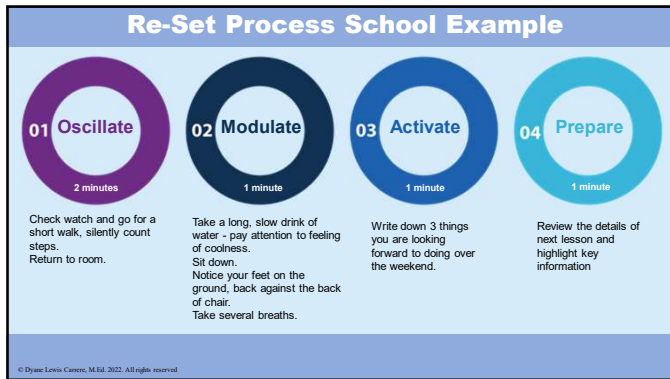 Re-Set Process School Example
01 Oscillate
2 minutes
Check watch and go for a
short walk, silently count
steps.
Return to room.
02 Modulate
1 minute
Take a long, slow drink of
water - pay attention to feeling
of coolness.
Sit down.
Notice your feet on the
ground, back against the back
of chair.
Take several breaths.
03 Activate
1 minute
Write down 3 things
you are looking
forward to doing over
the weekend.
04 Prepare
1 minute
Review the details of
next lesson and
highlight key
information
© Dyane Lewis Carrere, M.Ed. 2022. All rights reserved